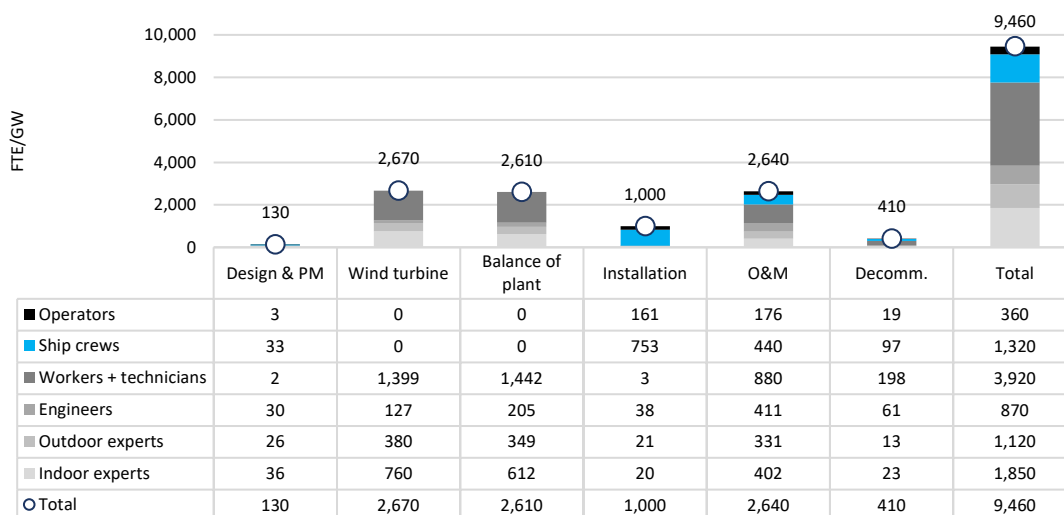 FTE/GW
10,000
8,000
6,000
4,000
2,000
0
130
2,670
2,610
1,000
2,640
410
9,460
Design & PM Wind turbine Balance of plant Installation O&M Decomm. Total
Operators 3 0 0 161 176 19 360
Ship crews 33 0 0 753 440 97 1,320
Workers + technicians 2 1,399 1,442 3 880 198 3,920
Engineers 30 127 205 38 411 61 870
Outdoor experts 26 380 349 21 331 13 1,120
Indoor experts 36 760 612 20 402 23 1,850
Total 130 2,670 2,610 1,000 2,640 410 9,460